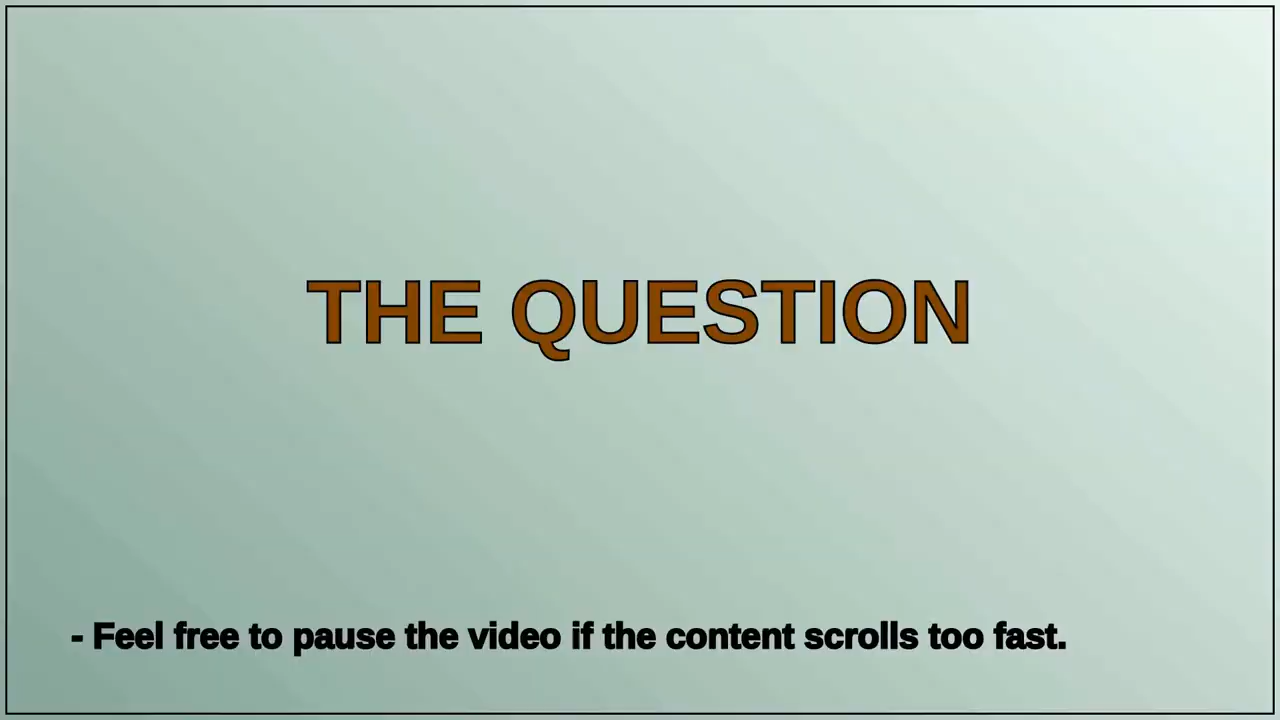 THE QUESTION
- Feel free to pause the video if the content scrolls too fast.